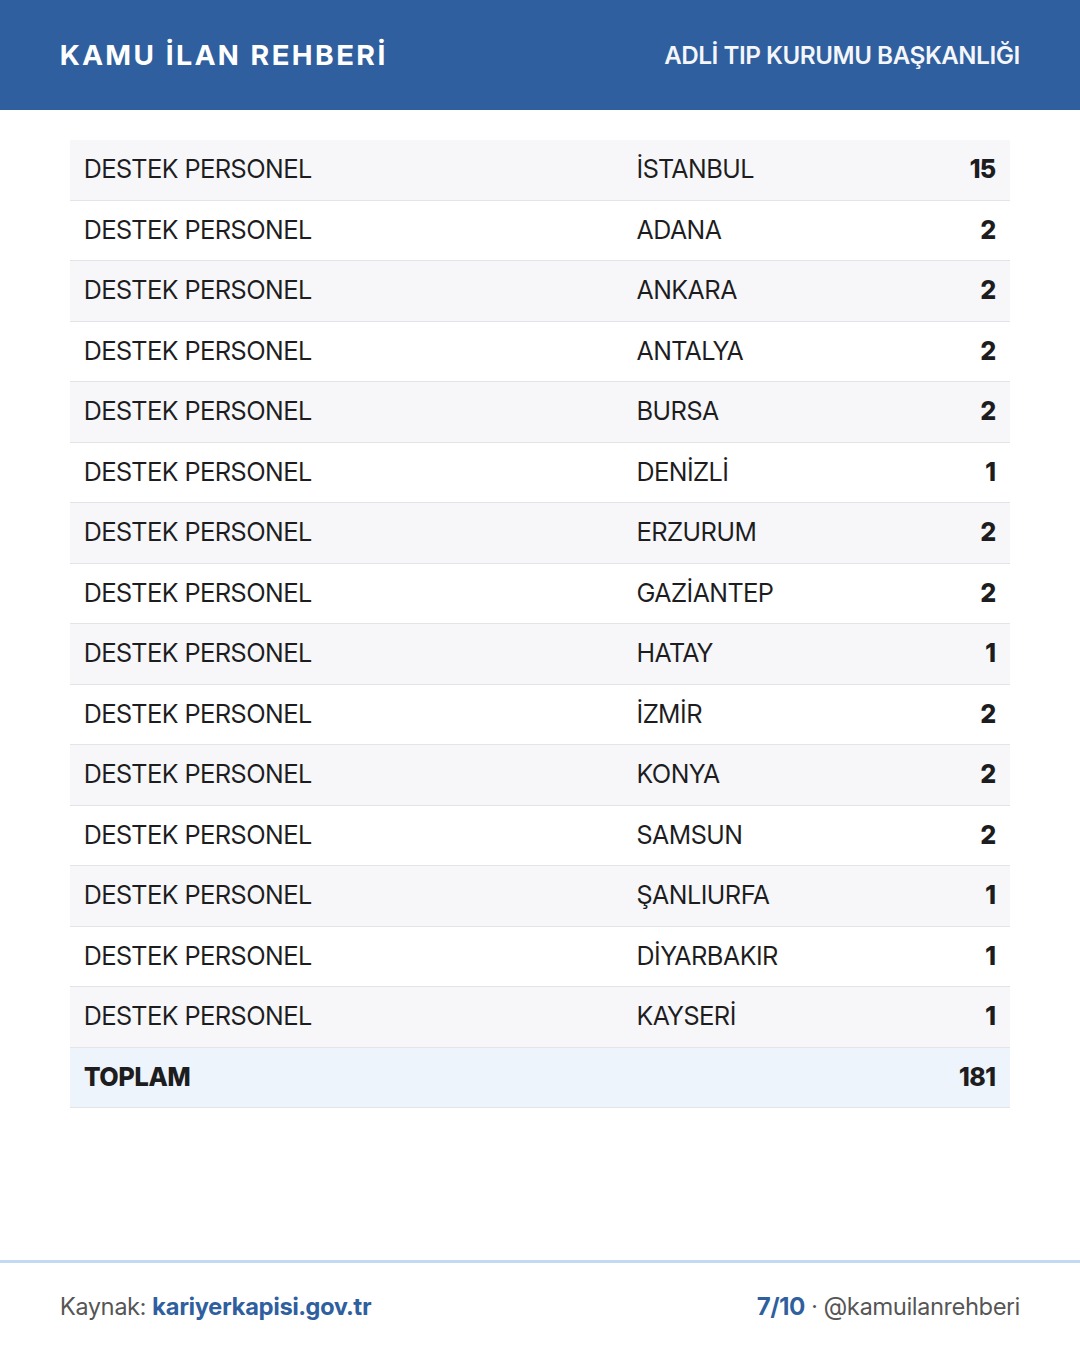 KAMU İLAN REHBERİ ADLİ TIP KURUMU BAŞKANLIĞI
DESTEK PERSONEL İSTANBUL 15
DESTEK PERSONEL ADANA 2
DESTEK PERSONEL ANKARA 2
DESTEK PERSONEL ANTALYA 2
DESTEK PERSONEL BURSA 2
DESTEK PERSONEL DENİZLİ 1
DESTEK PERSONEL ERZURUM 2
DESTEK PERSONEL GAZİANTEP 2
DESTEK PERSONEL HATAY 1
DESTEK PERSONEL İZMİR 2
DESTEK PERSONEL KONYA 2
DESTEK PERSONEL SAMSUN 2
DESTEK PERSONEL ŞANLIURFA 1
DESTEK PERSONEL DİYARBAKIR 1
DESTEK PERSONEL KAYSERİ 1
TOPLAM 181
Kaynak: kariyerkapisi.gov.tr 7/10 · @kamuilanrehberi